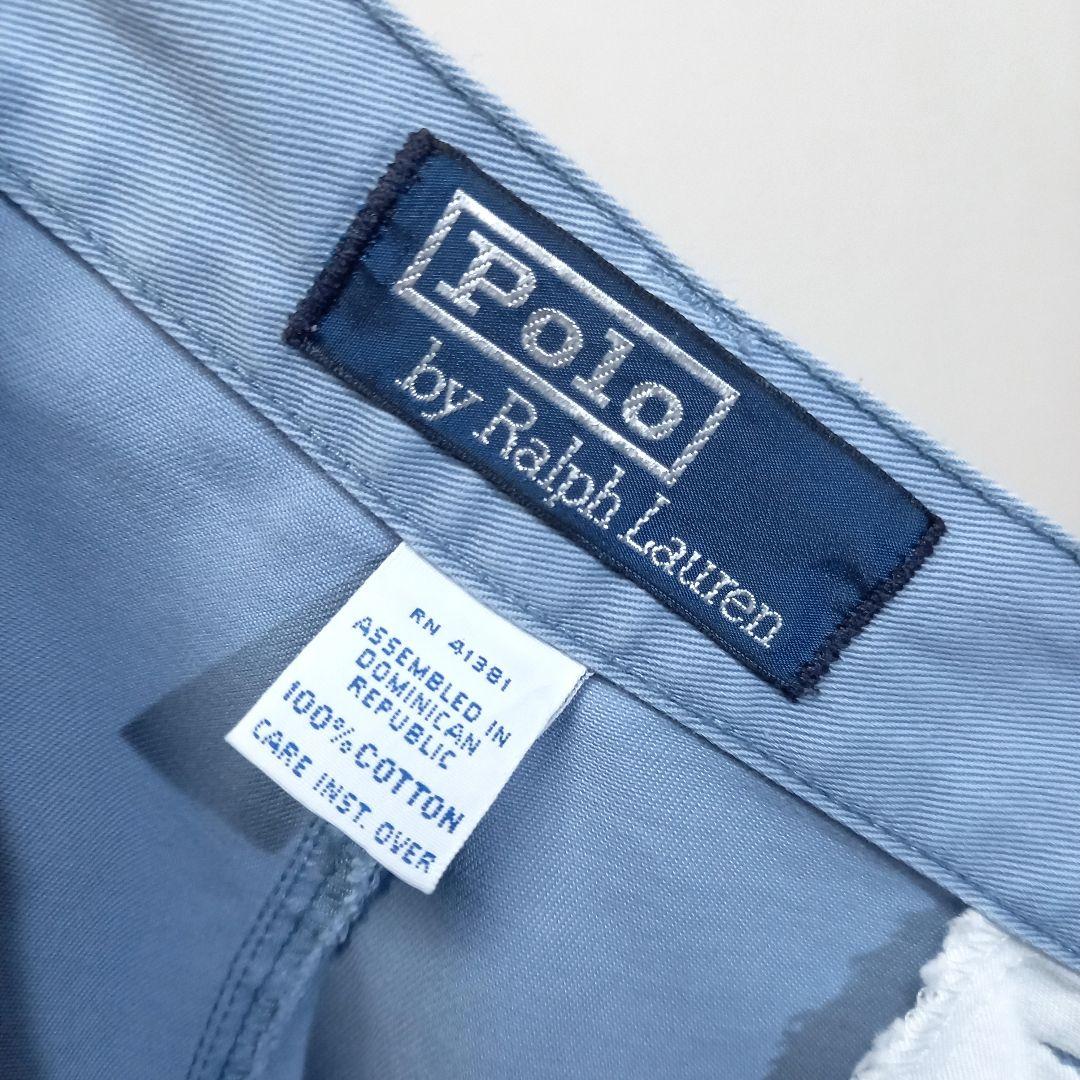 Polo
by Ralph Lauren
RN 41381
ASSEMBLED IN
DOMINICAN
REPUBLIC
100% COTTON
CARE INST. OVER